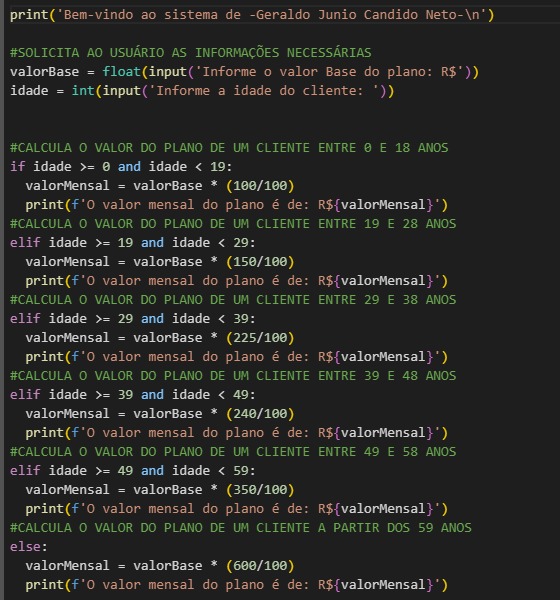 print('Bem-vindo ao sistema de -Geraldo Junio Candido Neto-\n')
#SOLICITA AO USUÁRIO AS INFORMAÇÕES NECESSÁRIAS
valorBase = float(input('Informe o valor Base do plano: R$'))
idade = int(input('Informe a idade do cliente: '))
#CALCULA O VALOR DO PLANO DE UM CLIENTE ENTRE 0 E 18 ANOS
if idade >= 0 and idade < 19:
  valorMensal = valorBase * (100/100)
  print(f'O valor mensal do plano é de: R${valorMensal}')
#CALCULA O VALOR DO PLANO DE UM CLIENTE ENTRE 19 E 28 ANOS
elif idade >= 19 and idade < 29:
  valorMensal = valorBase * (150/100)
  print(f'O valor mensal do plano é de: R${valorMensal}')
#CALCULA O VALOR DO PLANO DE UM CLIENTE ENTRE 29 E 38 ANOS
elif idade >= 29 and idade < 39:
  valorMensal = valorBase * (225/100)
  print(f'O valor mensal do plano é de: R${valorMensal}')
#CALCULA O VALOR DO PLANO DE UM CLIENTE ENTRE 39 E 48 ANOS
elif idade >= 39 and idade < 49:
  valorMensal = valorBase * (240/100)
  print(f'O valor mensal do plano é de: R${valorMensal}')
#CALCULA O VALOR DO PLANO DE UM CLIENTE ENTRE 49 E 58 ANOS
elif idade >= 49 and idade < 59:
  valorMensal = valorBase * (350/100)
  print(f'O valor mensal do plano é de: R${valorMensal}')
#CALCULA O VALOR DO PLANO DE UM CLIENTE A PARTIR DOS 59 ANOS
else:
  valorMensal = valorBase * (600/100)
  print(f'O valor mensal do plano é de: R${valorMensal}')